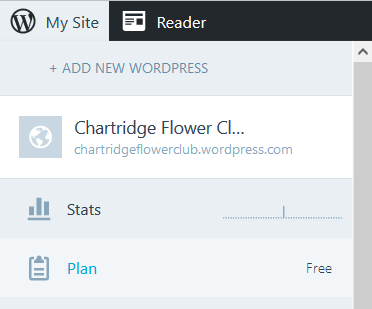 My Site Reader
+ ADD NEW WORDPRESS
Chartridge Flower Cl...
chartridgeflowerclub.wordpress.com
Stats
Plan Free